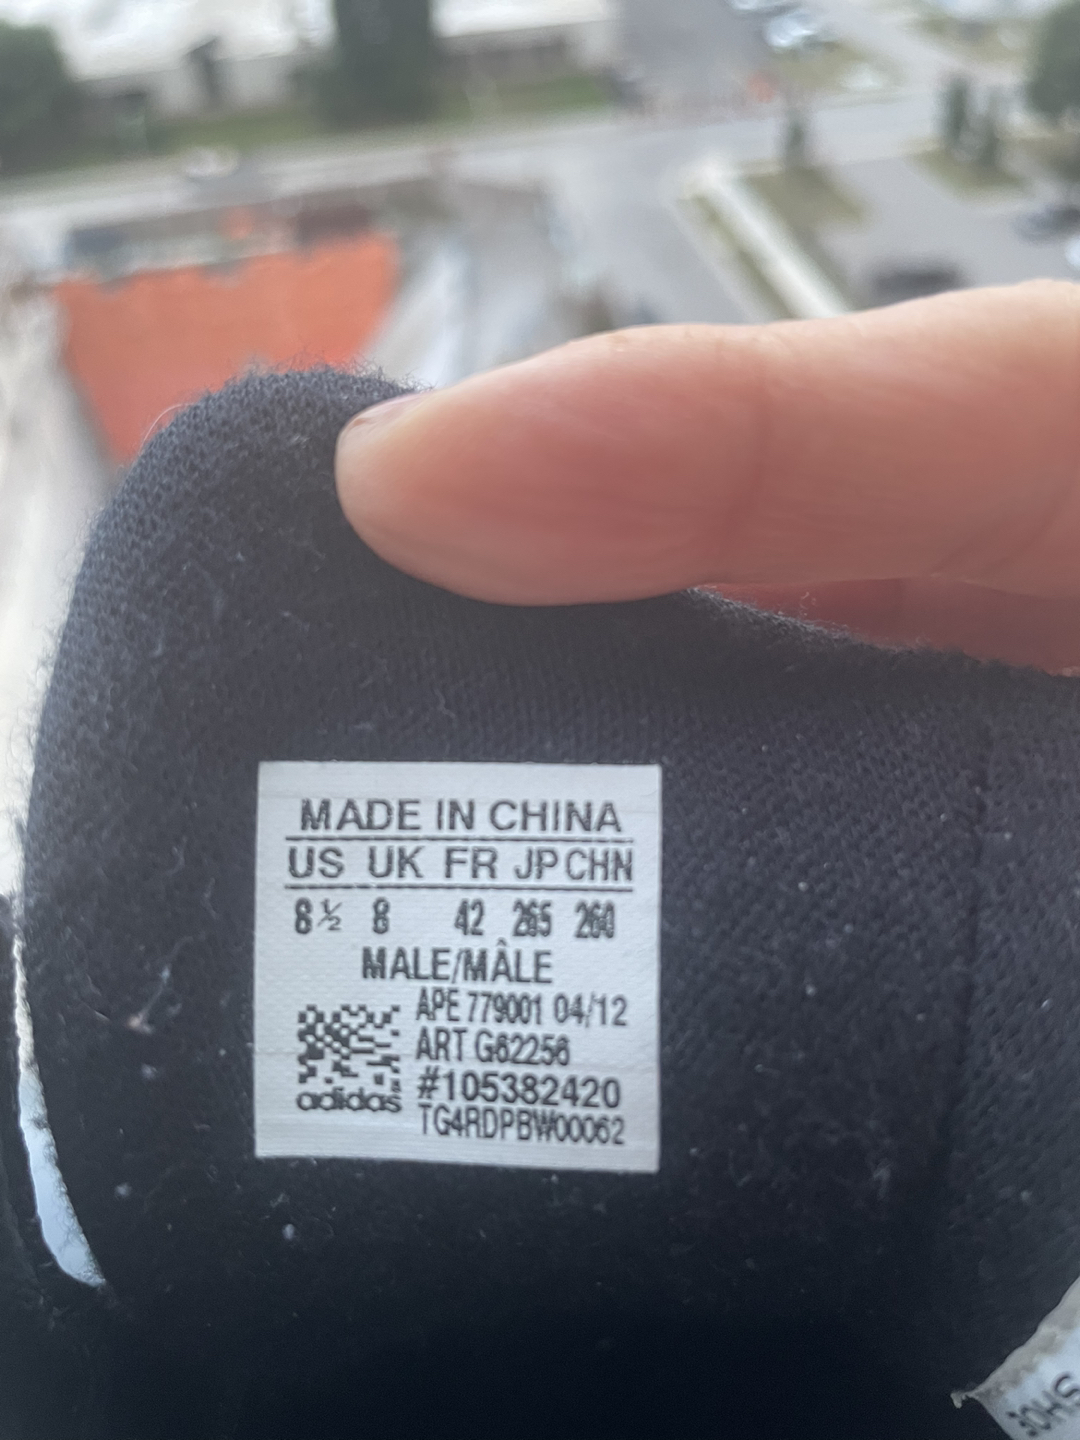 MADE IN CHINA
US UK FR JP CHN
8½ 8 42 265 260
MALE/MÂLE
APE 779001 04/12
ART G62256
#105382420
adidas
TG4RDPBW00062